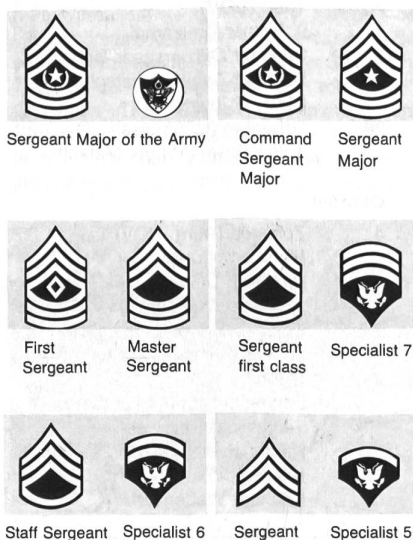 Sergeant Major of the Army
Command
Sergeant
Major
Sergeant
Major
First
Sergeant
Master
Sergeant
Sergeant
first class
Specialist 7
Staff Sergeant
Specialist 6
Sergeant
Specialist 5